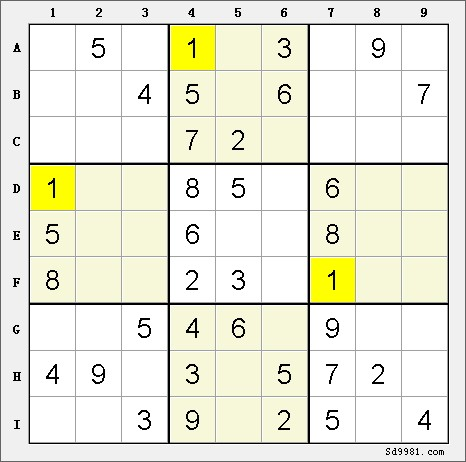 1 2 3 4 5 6 7 8 9
A 5 1 3 9
B 4 5 6 7
C 7 2
D 1 8 5 6
E 5 6 8
F 8 2 3 1
G 5 4 6 9
H 4 9 3 5 7 2
I 3 9 2 5 4
Sd9981.com